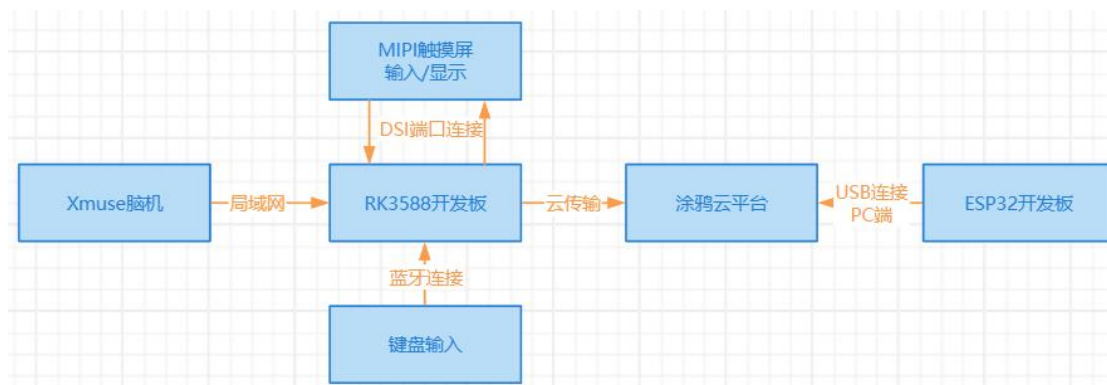 MIPI触摸屏
输入/显示
DSI端口连接
Xmuse脑机
局域网
RK3588开发板
云传输
涂鸦云平台
USB连接
PC端
ESP32开发板
蓝牙连接
键盘输入